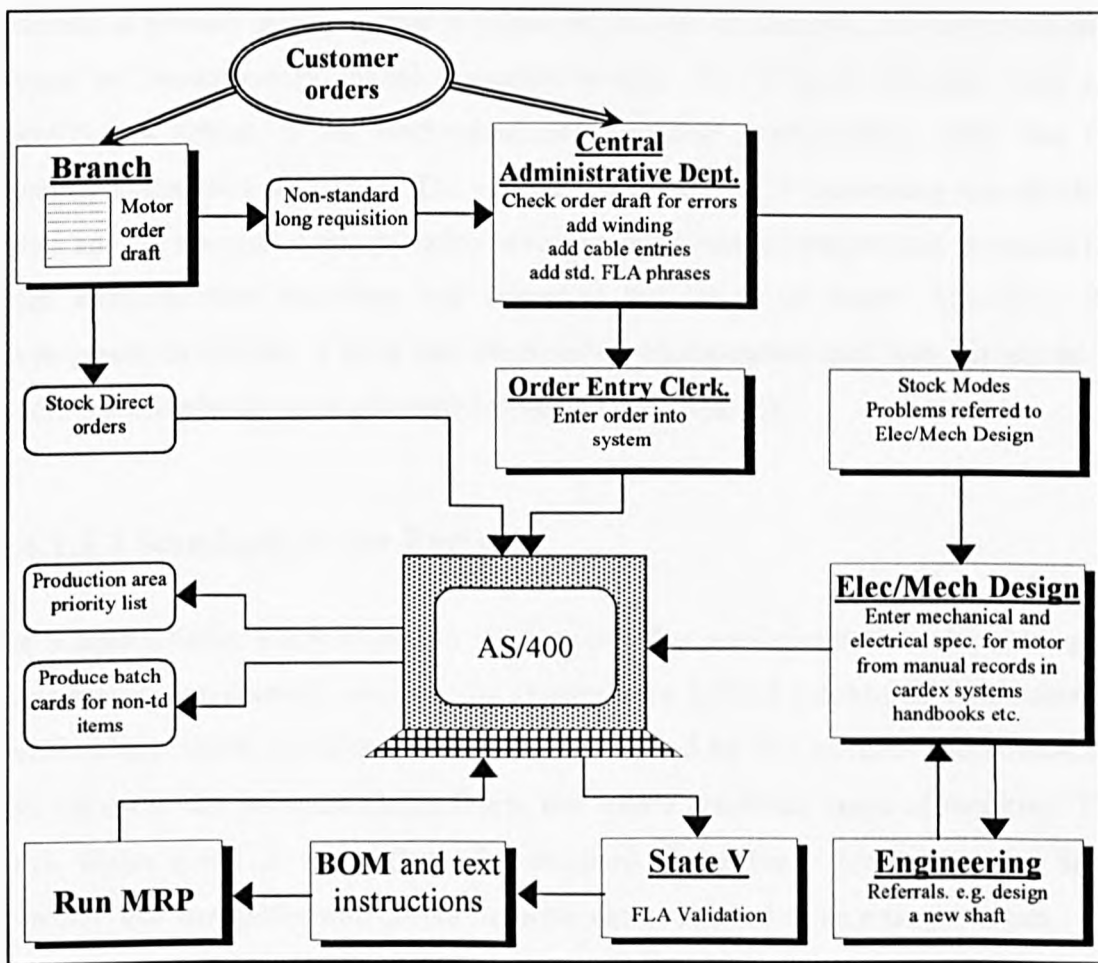 Customer
orders
Branch
Motor
order
draft
Non-standard
long requisition
Central
Administrative Dept.
Check order draft for errors
add winding
add cable entries
add std. FLA phrases
Stock Direct
orders
Order Entry Clerk.
Enter order into
system
Stock Modes
Problems referred to
Elec/Mech Design
Production area
priority list
AS/400
Elec/Mech Design
Enter mechanical and
electrical spec. for motor
from manual records in
cardex systems
handbooks etc.
Produce batch
cards for non-td
items
Run MRP
BOM and text
instructions
State V
FLA Validation
Engineering
Referrals. e.g. design
a new shaft